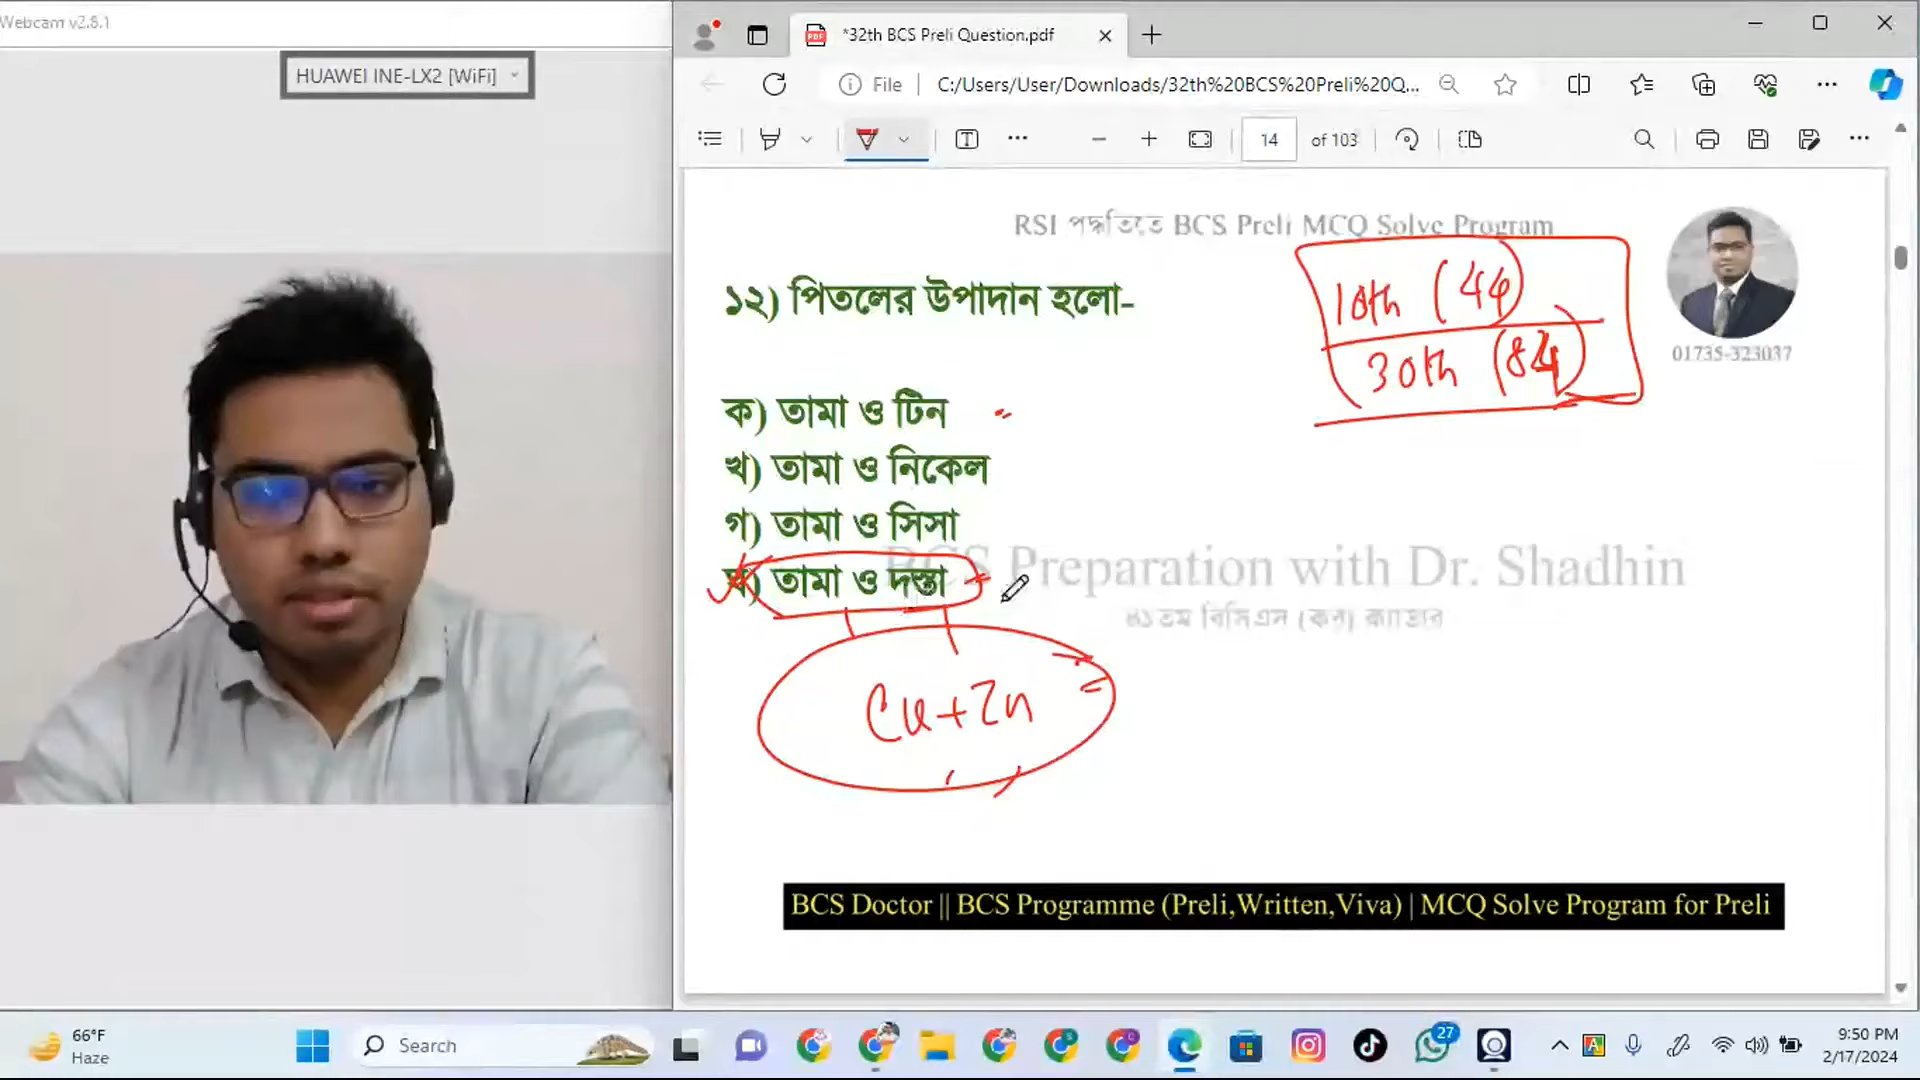 Webcam v2.8.1
HUAWEI INE-LX2 [WiFi]
*32th BCS Preli Question.pdf
File
C:/Users/User/Downloads/32th%20BCS%20Preli%20Q...
14 of 103
RSI পদ্ধতিতে BCS Preli MCQ Solve Program
10th (44)
30th (84)
01735-323037
১২) পিতলের উপাদান হলো-
ক) তামা ও টিন
খ) তামা ও নিকেল
গ) তামা ও সিসা
ঘ) তামা ও দস্তা
BCS Preparation with Dr. Shadhin
৪১তম বিসিএস (কর) ক্যাডার
Cu+Zn
BCS Doctor || BCS Programme (Preli,Written,Viva) | MCQ Solve Program for Preli
66°F
Haze
Search
27
9:50 PM
2/17/2024